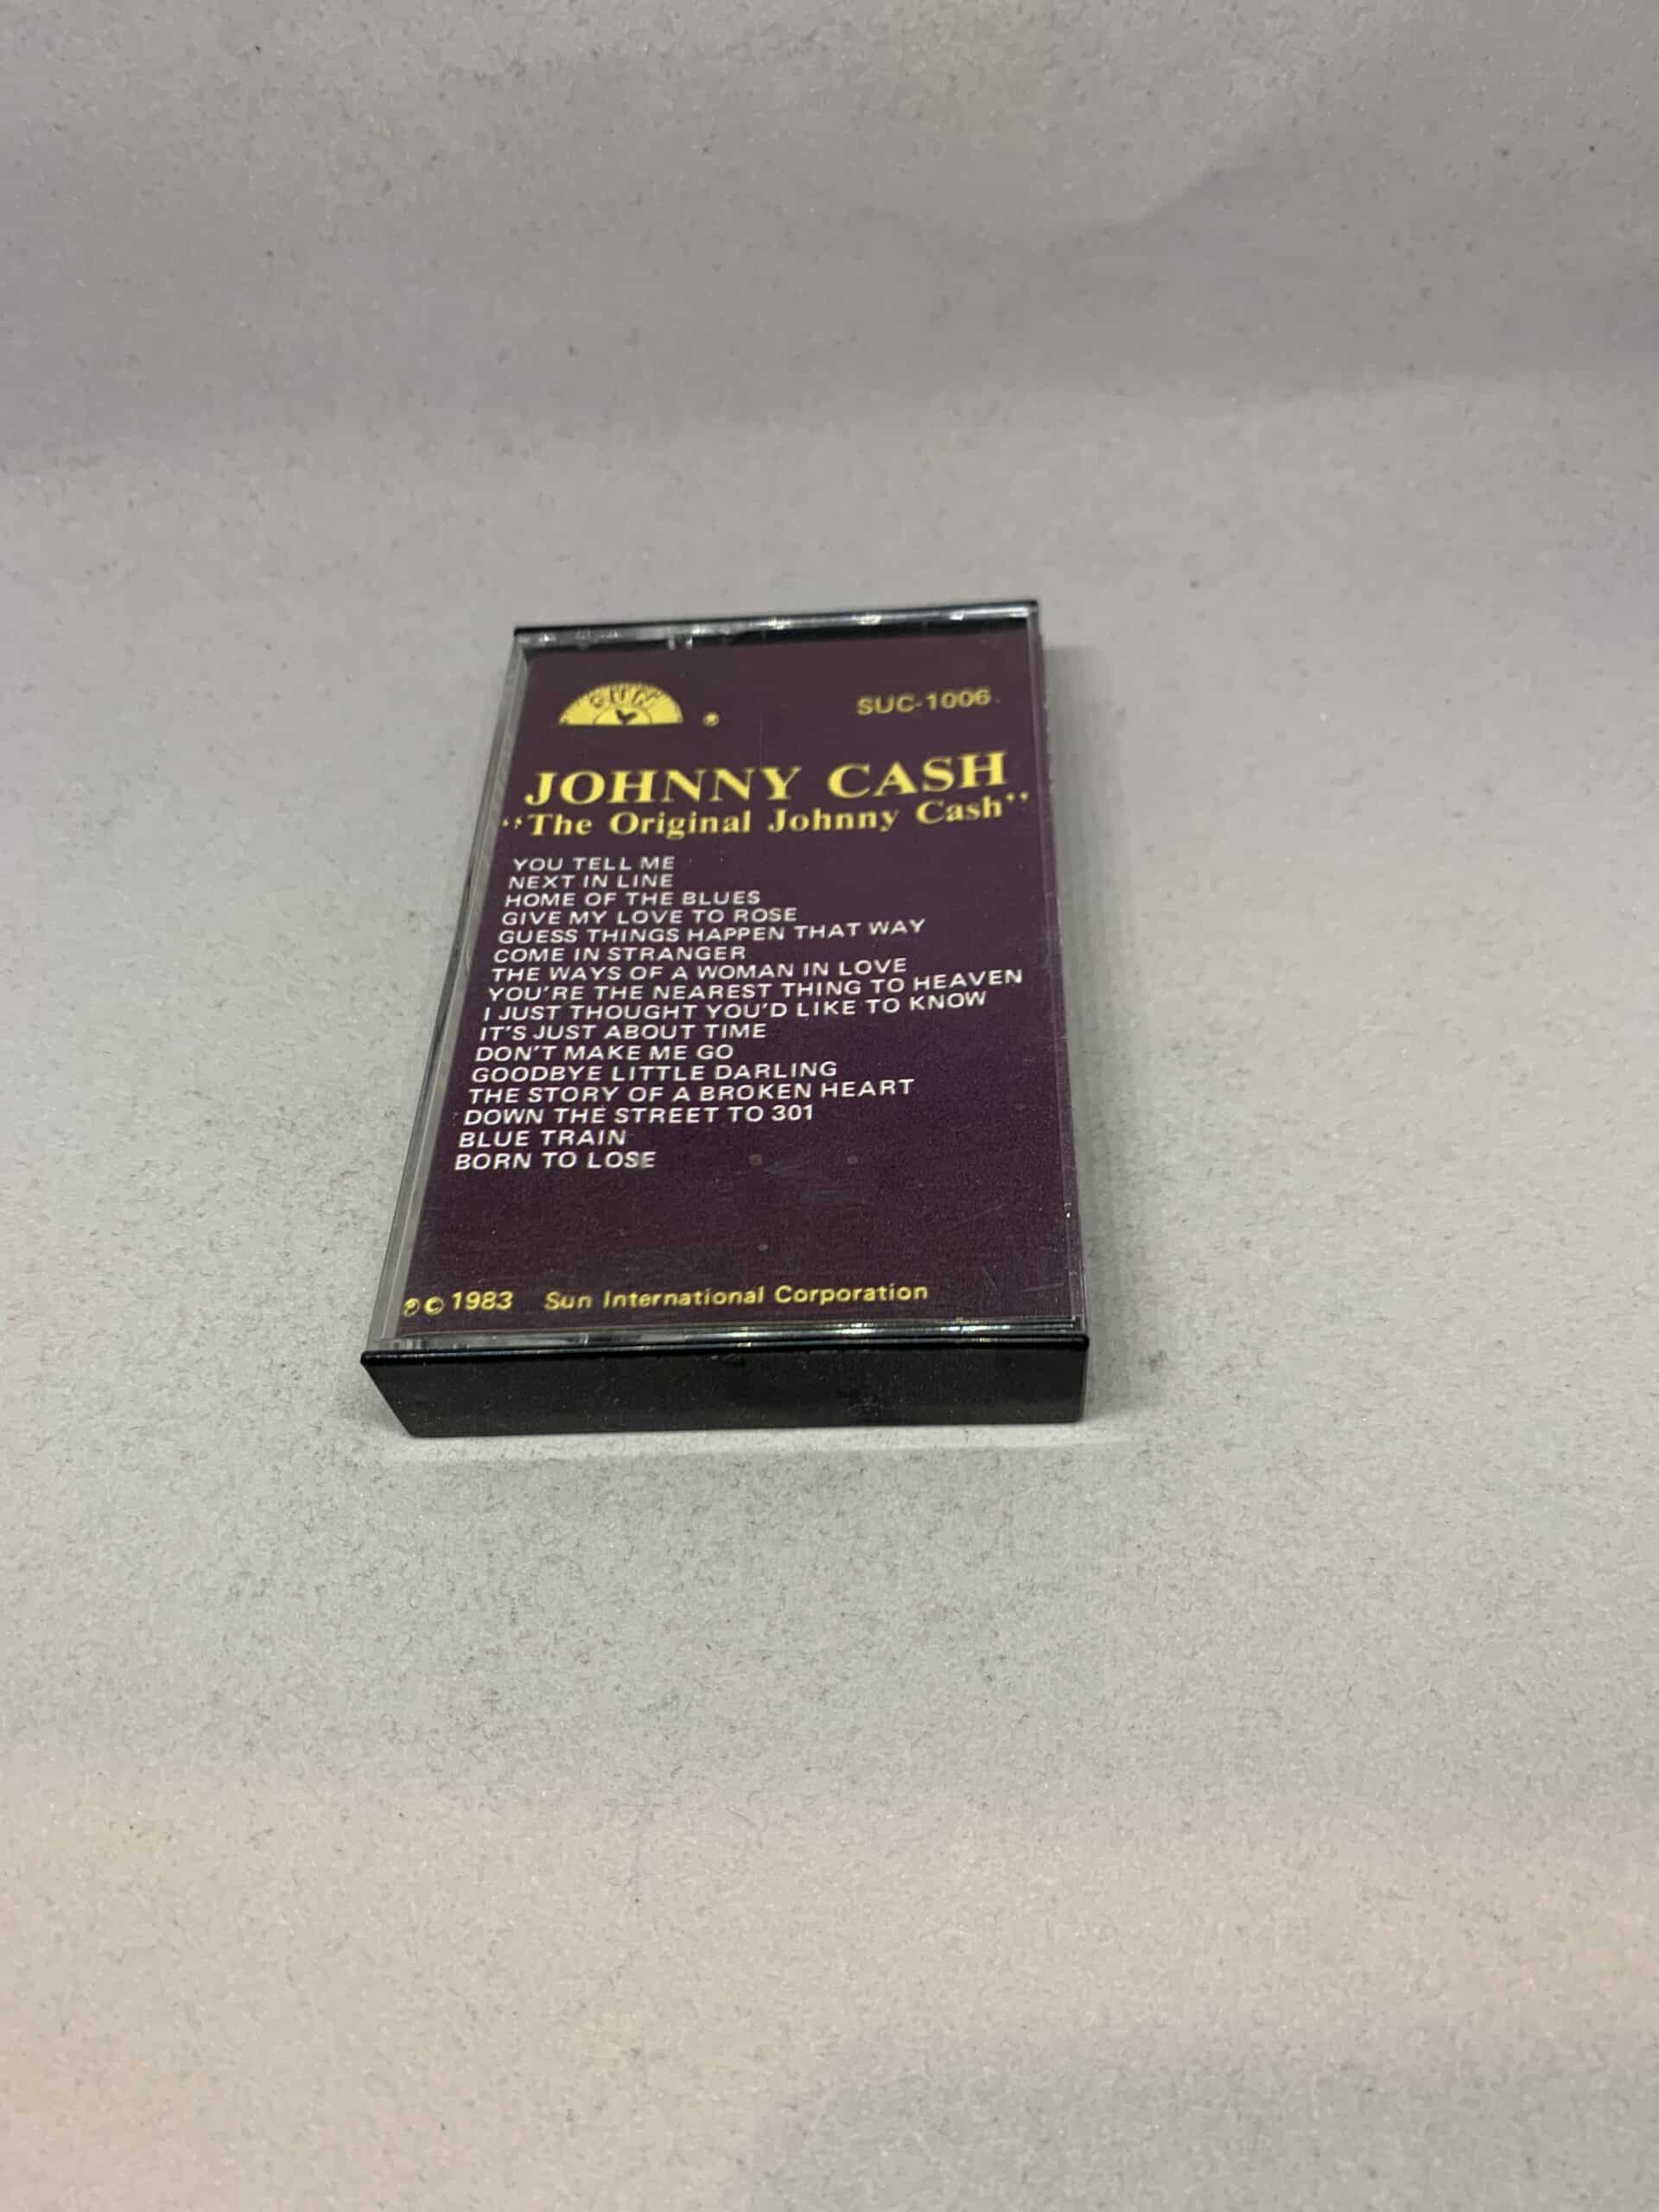 SUN ®
SUC-1006
JOHNNY CASH
"The Original Johnny Cash"
YOU TELL ME
NEXT IN LINE
HOME OF THE BLUES
GIVE MY LOVE TO ROSE
GUESS THINGS HAPPEN THAT WAY
COME IN STRANGER
THE WAYS OF A WOMAN IN LOVE
YOU'RE THE NEAREST THING TO HEAVEN
I JUST THOUGHT YOU'D LIKE TO KNOW
IT'S JUST ABOUT TIME
DON'T MAKE ME GO
GOODBYE LITTLE DARLING
THE STORY OF A BROKEN HEART
DOWN THE STREET TO 301
BLUE TRAIN
BORN TO LOSE
℗ © 1983 Sun International Corporation